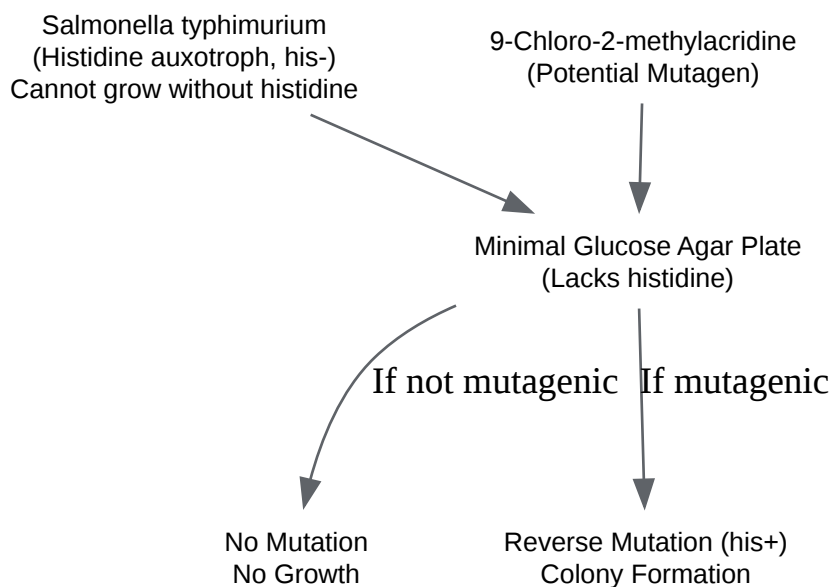 Salmonella typhimurium
(Histidine auxotroph, his-)
Cannot grow without histidine
9-Chloro-2-methylacridine
(Potential Mutagen)
Minimal Glucose Agar Plate
(Lacks histidine)
If not mutagenic
If mutagenic
No Mutation
No Growth
Reverse Mutation (his+)
Colony Formation